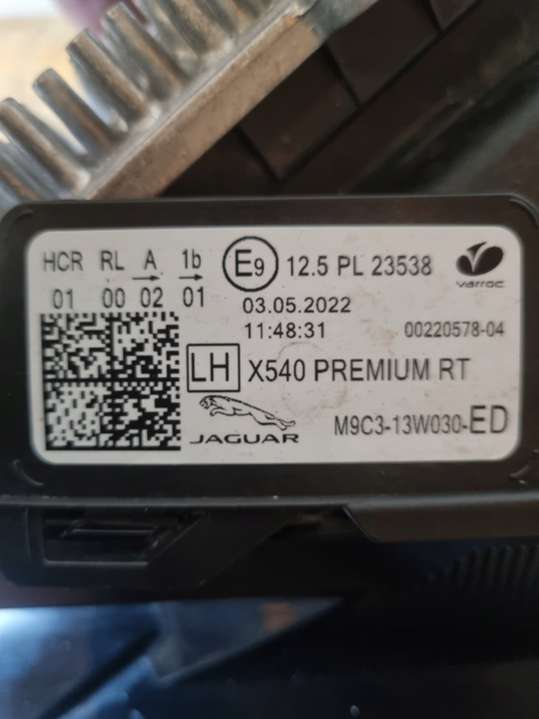 HCR RL A 1b
01 00 02 01
E9 12.5 PL 23538
varroc
03.05.2022
11:48:31
00220578-04
LH X540 PREMIUM RT
JAGUAR
M9C3-13W030-ED